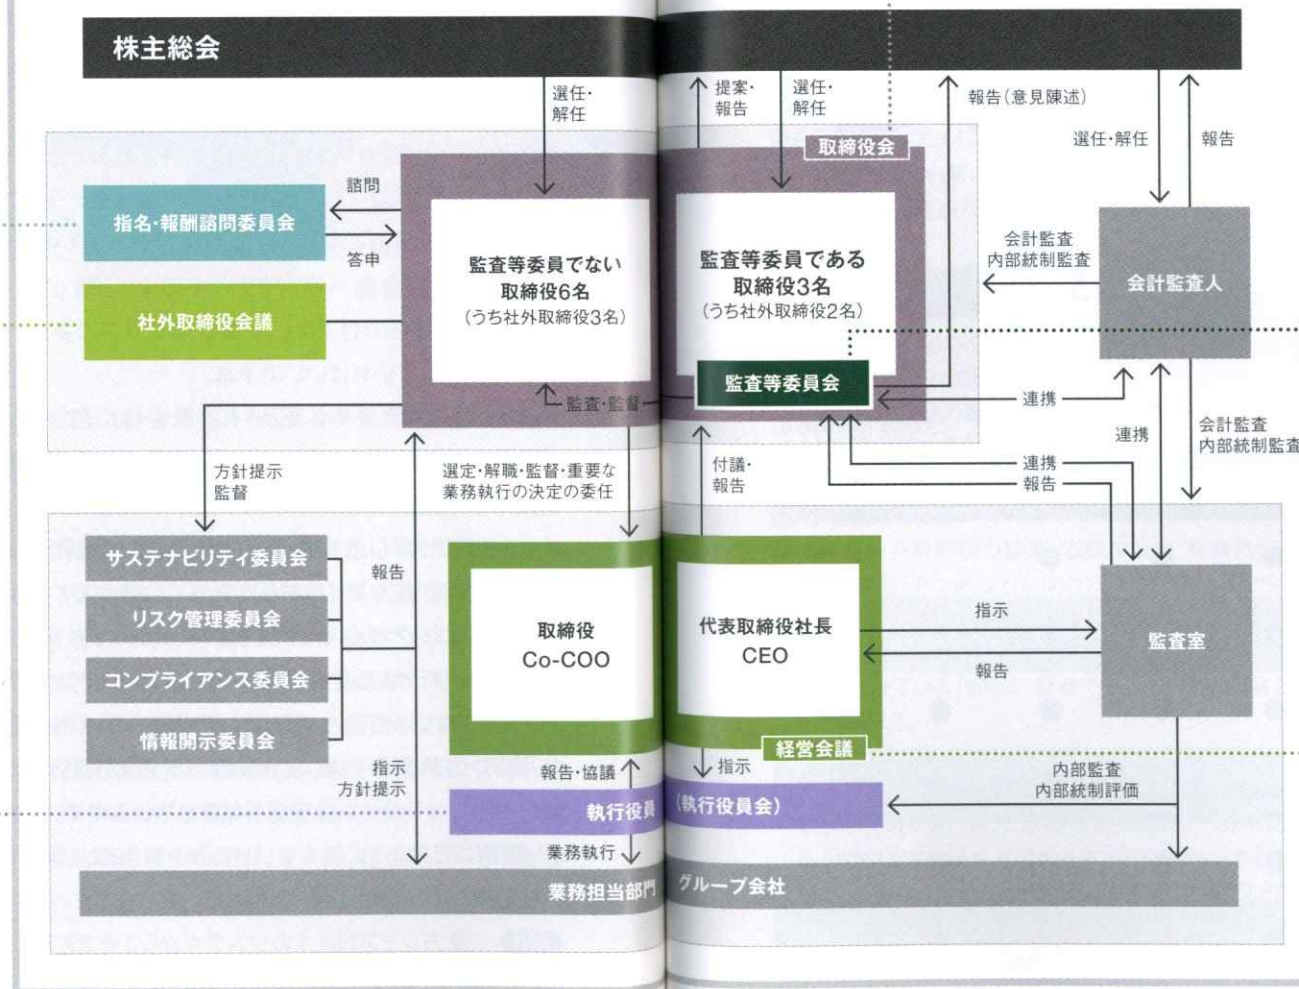 株主総会
選任・
解任
提案・
報告
選任・
解任
報告(意見陳述)
選任・解任
報告
取締役会
諮問
指名・報酬諮問委員会
答申
社外取締役会議
監査等委員でない
取締役6名
(うち社外取締役3名)
監査等委員である
取締役3名
(うち社外取締役2名)
会計監査
内部統制監査
会計監査人
監査等委員会
監査・監督
連携
連携
会計監査
内部統制監査
方針提示
監督
選定・解職・監督・重要な
業務執行の決定の委任
付議・
報告
連携
報告
サステナビリティ委員会
リスク管理委員会
コンプライアンス委員会
情報開示委員会
報告
取締役
Co-COO
代表取締役社長
CEO
指示
報告
監査室
経営会議
指示
方針提示
報告・協議
指示
内部監査
内部統制評価
執行役員(執行役員会)
業務執行
業務担当部門 グループ会社